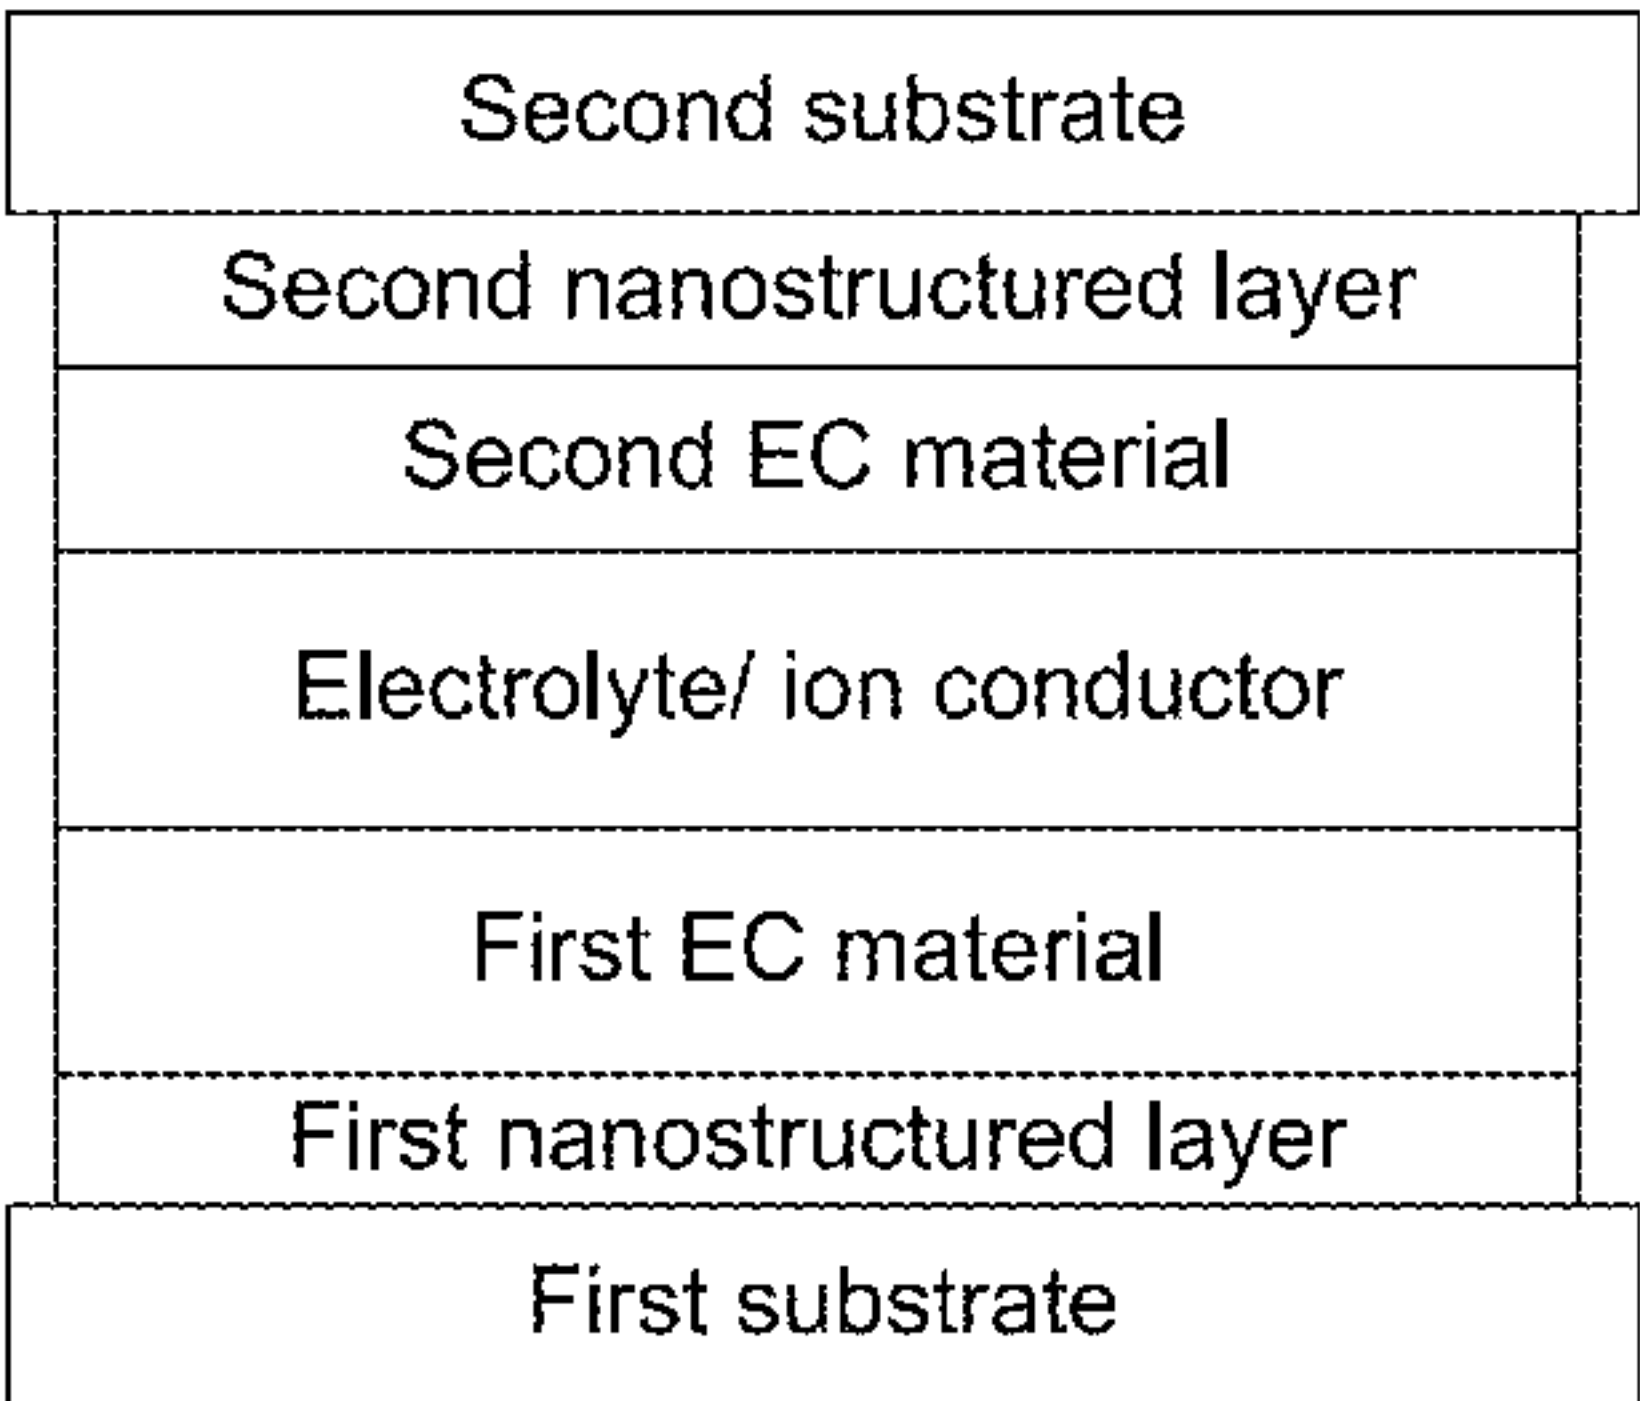 Second substrate
Second nanostructured layer
Second EC material
Electrolyte/ ion conductor
First EC material
First nanostructured layer
First substrate